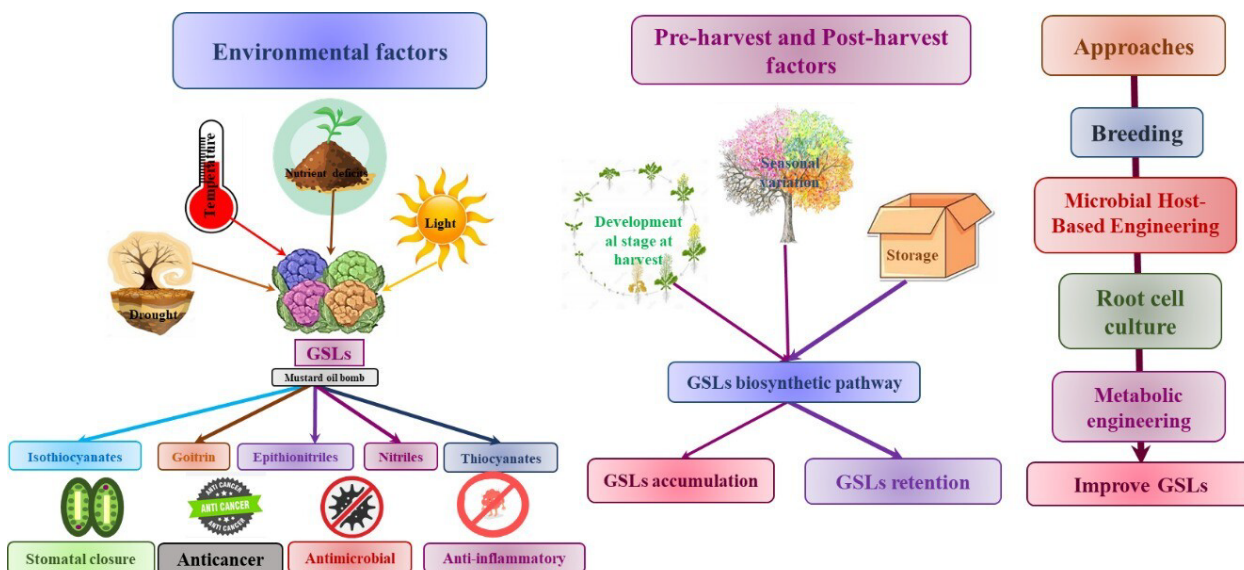 Environmental factors
Temperature
Nutrient deficits
Light
Drought
GSLs
Mustard oil bomb
Isothiocyanates
Goitrin
Epithionitriles
Nitriles
Thiocyanates
ANTI CANCER
ANTI CANCER
ANTI CANCER
Stomatal closure
Anticancer
Antimicrobial
Anti-inflammatory
Pre-harvest and Post-harvest
factors
Seasonal
variation
Development
al stage at
harvest
Storage
GSLs biosynthetic pathway
GSLs accumulation
GSLs retention
Approaches
Breeding
Microbial Host-
Based Engineering
Root cell
culture
Metabolic
engineering
Improve GSLs